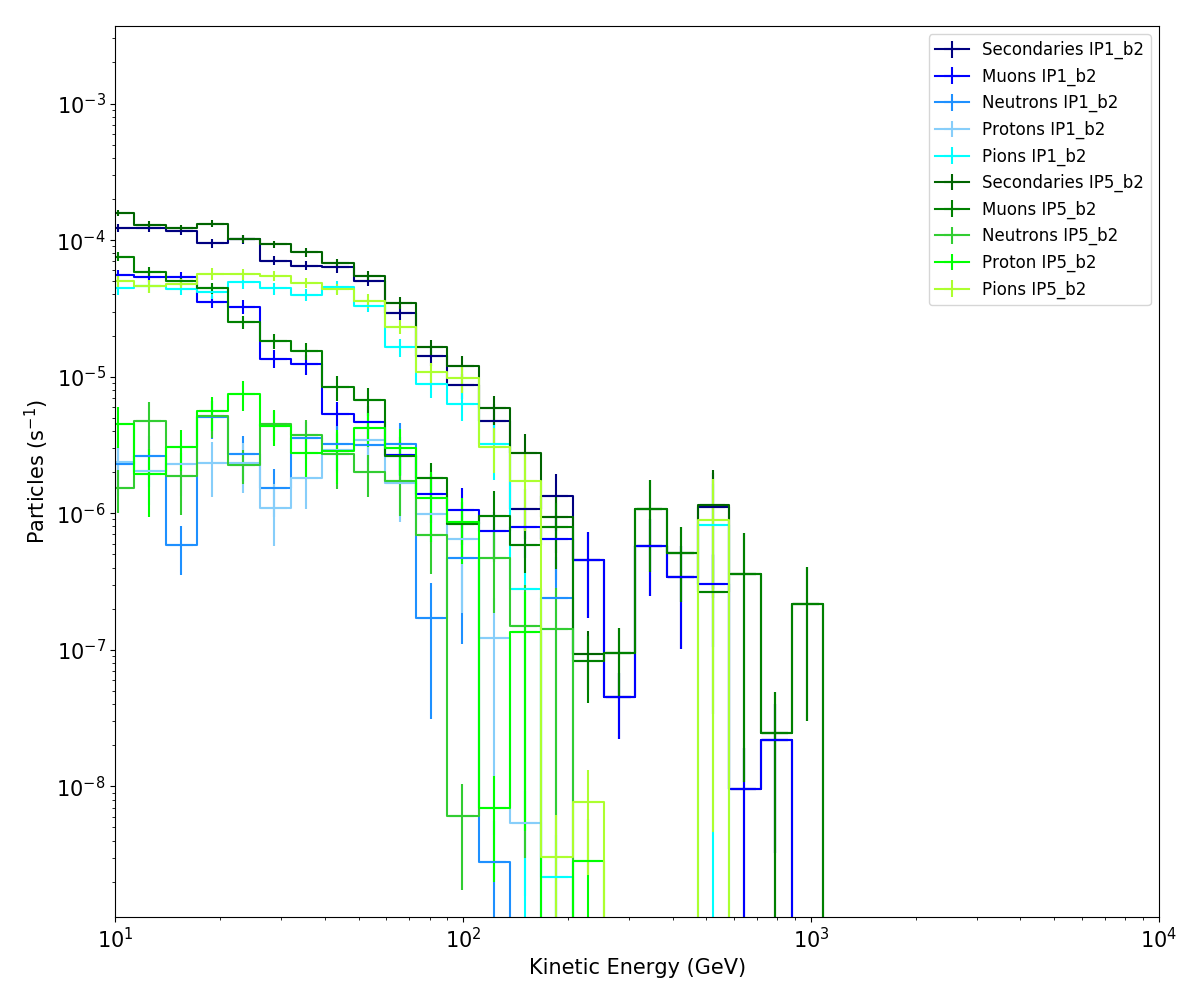 Secondaries IP1_b2
Muons IP1_b2
Neutrons IP1_b2
Protons IP1_b2
Pions IP1_b2
Secondaries IP5_b2
Muons IP5_b2
Neutrons IP5_b2
Proton IP5_b2
Pions IP5_b2
10⁻³
10⁻⁴
10⁻⁵
10⁻⁶
10⁻⁷
10⁻⁸
Particles (s⁻¹)
10¹ 10² 10³ 10⁴
Kinetic Energy (GeV)